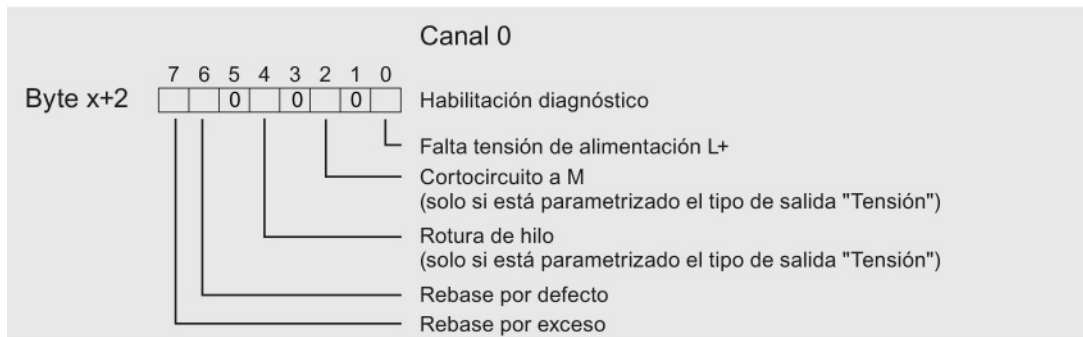 Canal 0
7 6 5 4 3 2 1 0
Byte x+2 0 0 0 Habilitación diagnóstico
Falta tensión de alimentación L+
Cortocircuito a M
(solo si está parametrizado el tipo de salida "Tensión")
Rotura de hilo
(solo si está parametrizado el tipo de salida "Tensión")
Rebase por defecto
Rebase por exceso